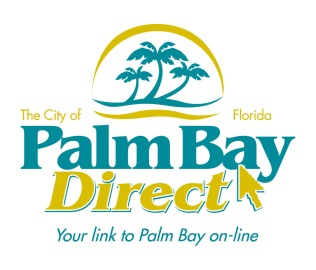 The City of Florida
Palm Bay
Direct
Your link to Palm Bay on-line